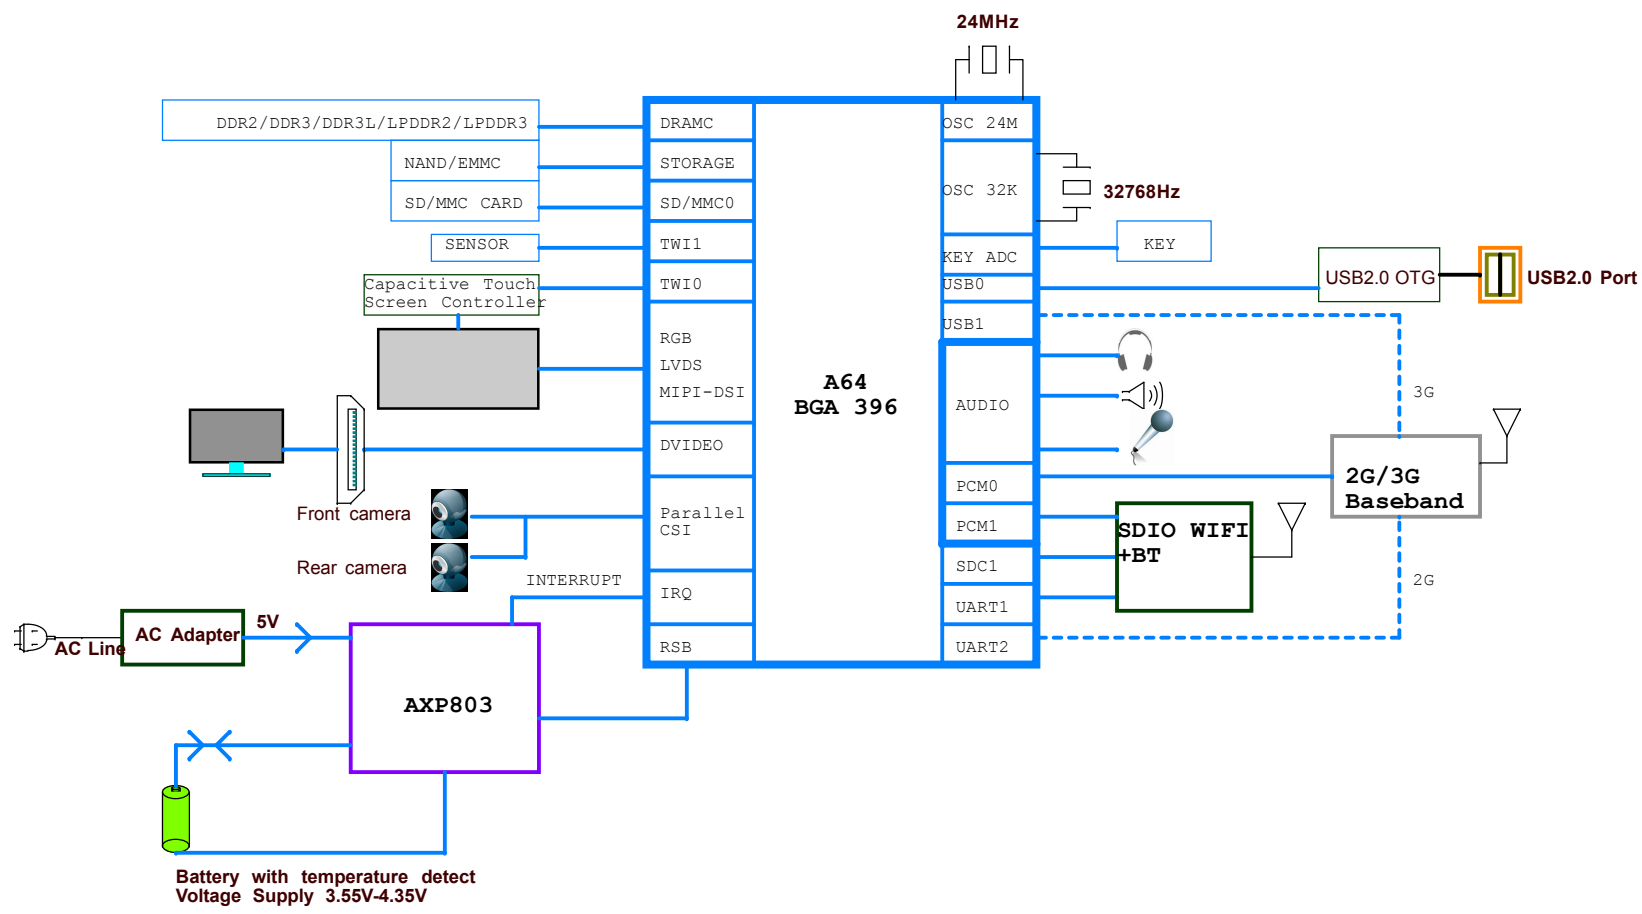 24MHz
DDR2/DDR3/DDR3L/LPDDR2/LPDDR3
DRAMC
OSC 24M
NAND/EMMC
STORAGE
OSC 32K
32768Hz
SD/MMC CARD
SD/MMC0
SENSOR
TWI1
KEY ADC
KEY
Capacitive Touch
Screen Controller
TWI0
USB0
USB2.0 OTG
USB2.0 Port
USB1
RGB
LVDS
MIPI-DSI
A64
BGA 396
AUDIO
3G
DVIDEO
PCM0
2G/3G
Baseband
Front camera
Parallel
CSI
PCM1
SDIO WIFI
+BT
Rear camera
SDC1
2G
INTERRUPT
IRQ
UART1
5V
AC Adapter
AC Line
RSB
UART2
AXP803
Battery with temperature detect
Voltage Supply 3.55V-4.35V